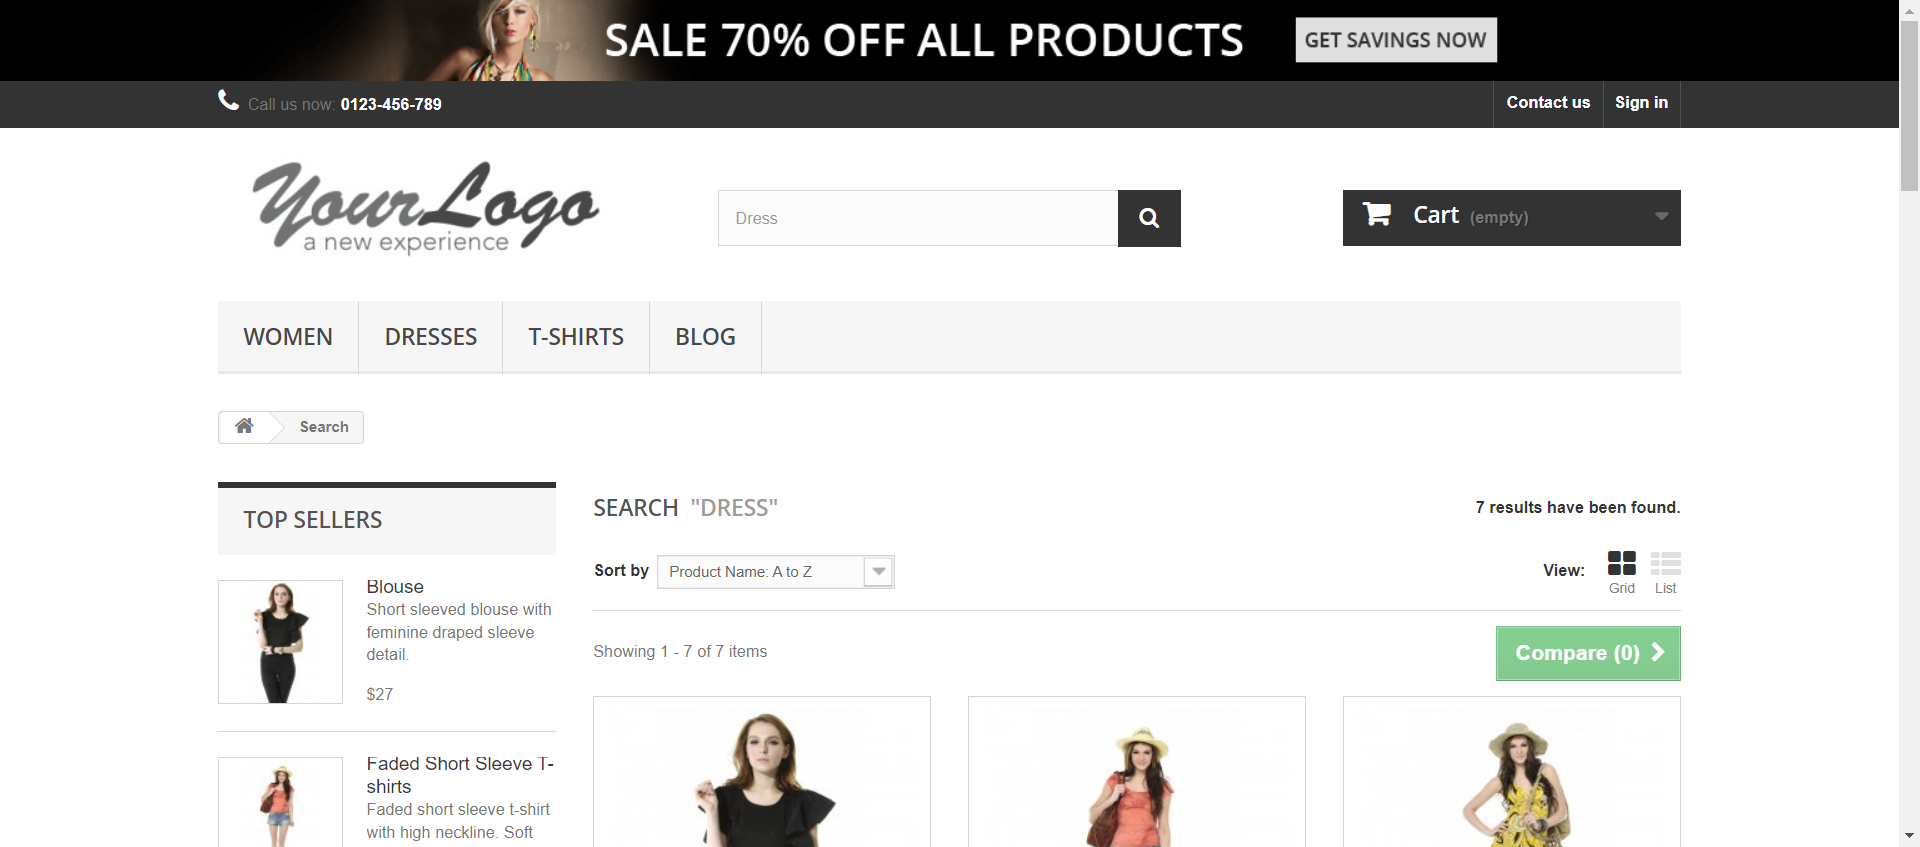 SALE 70% OFF ALL PRODUCTS
GET SAVINGS NOW
Call us now: 0123-456-789
Contact us
Sign in
YourLogo
a new experience
Dress
Cart (empty)
WOMEN
DRESSES
T-SHIRTS
BLOG
Search
TOP SELLERS
Blouse
Short sleeved blouse with
feminine draped sleeve
detail.
$27
Faded Short Sleeve T-
shirts
Faded short sleeve t-shirt
with high neckline. Soft
SEARCH "DRESS"
7 results have been found.
Sort by
Product Name: A to Z
View:
Grid
List
Showing 1 - 7 of 7 items
Compare (0)